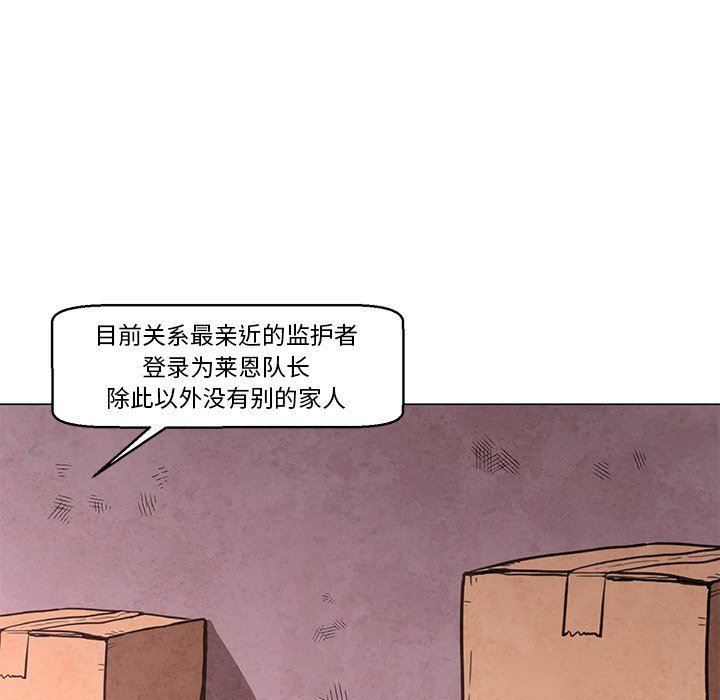 目前关系最亲近的监护者
登录为莱恩队长
除此以外没有别的家人